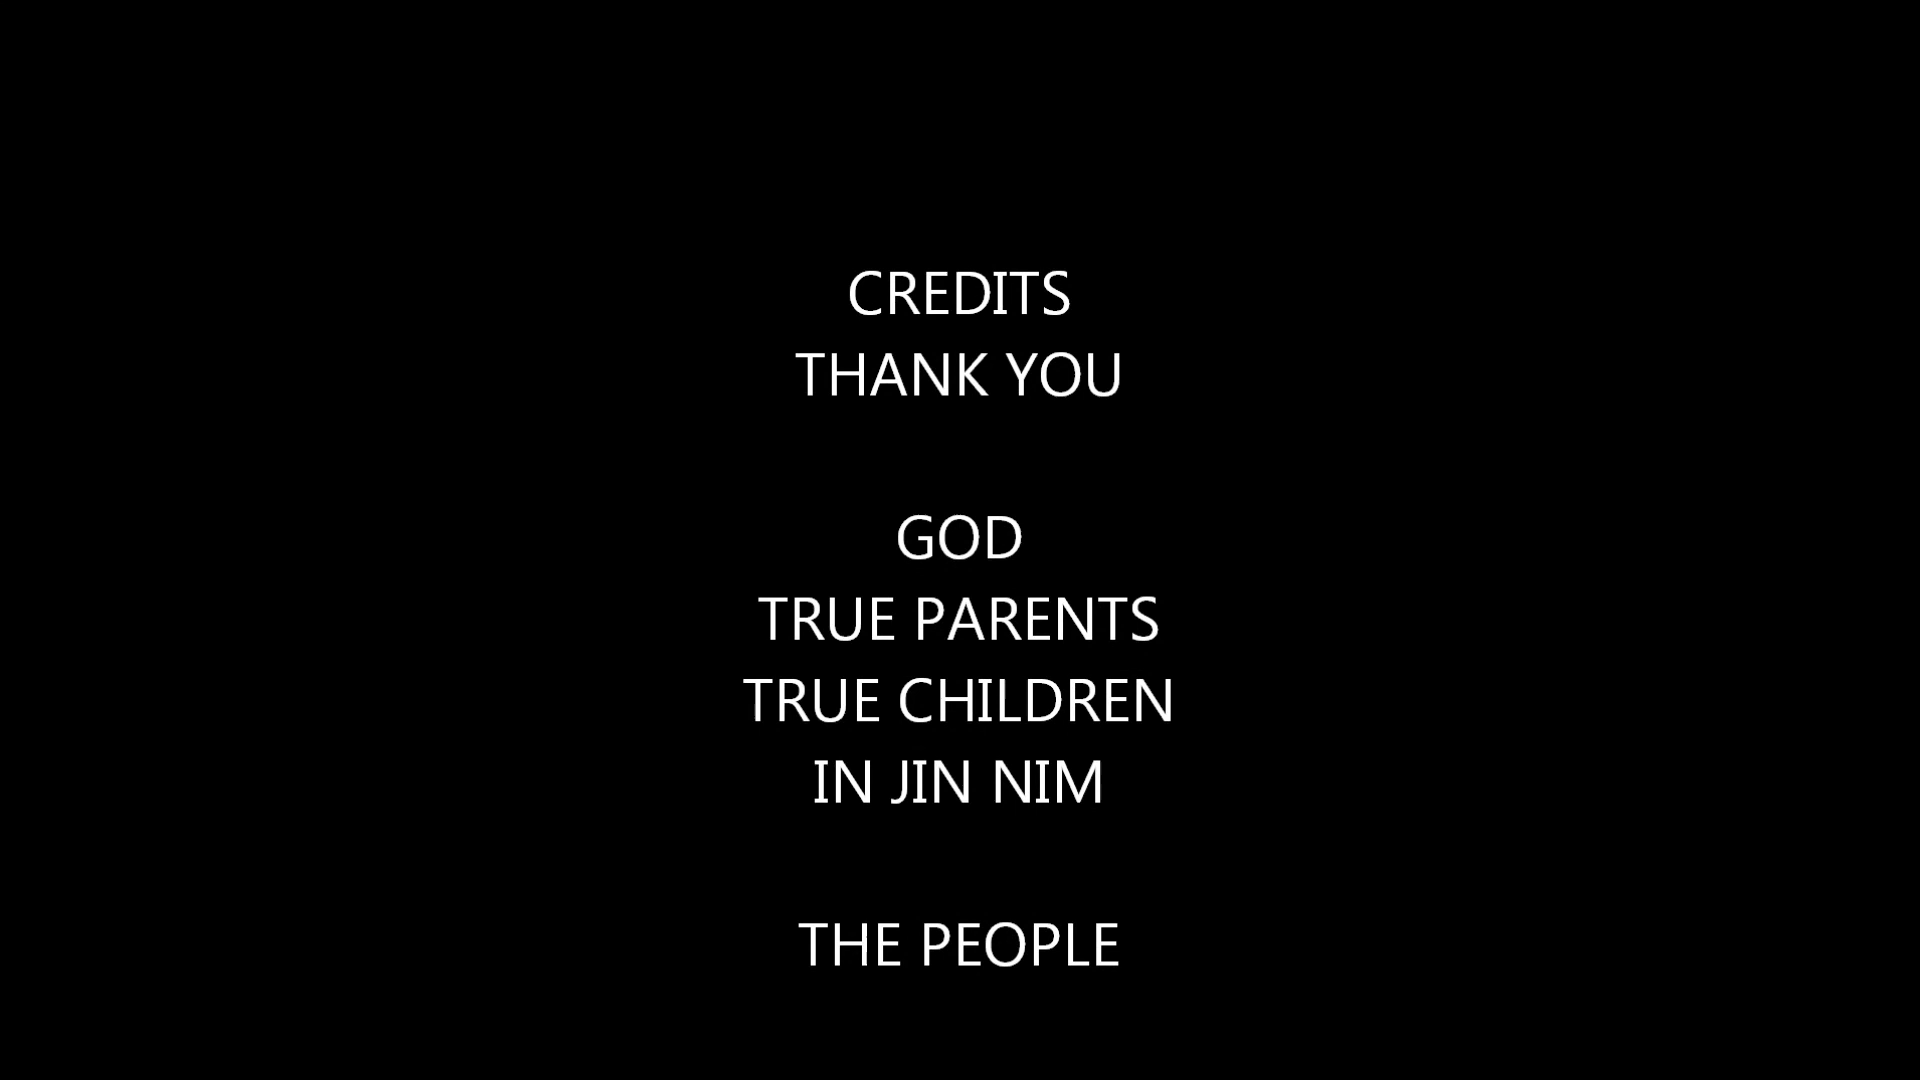 CREDITS
THANK YOU
GOD
TRUE PARENTS
TRUE CHILDREN
IN JIN NIM
THE PEOPLE